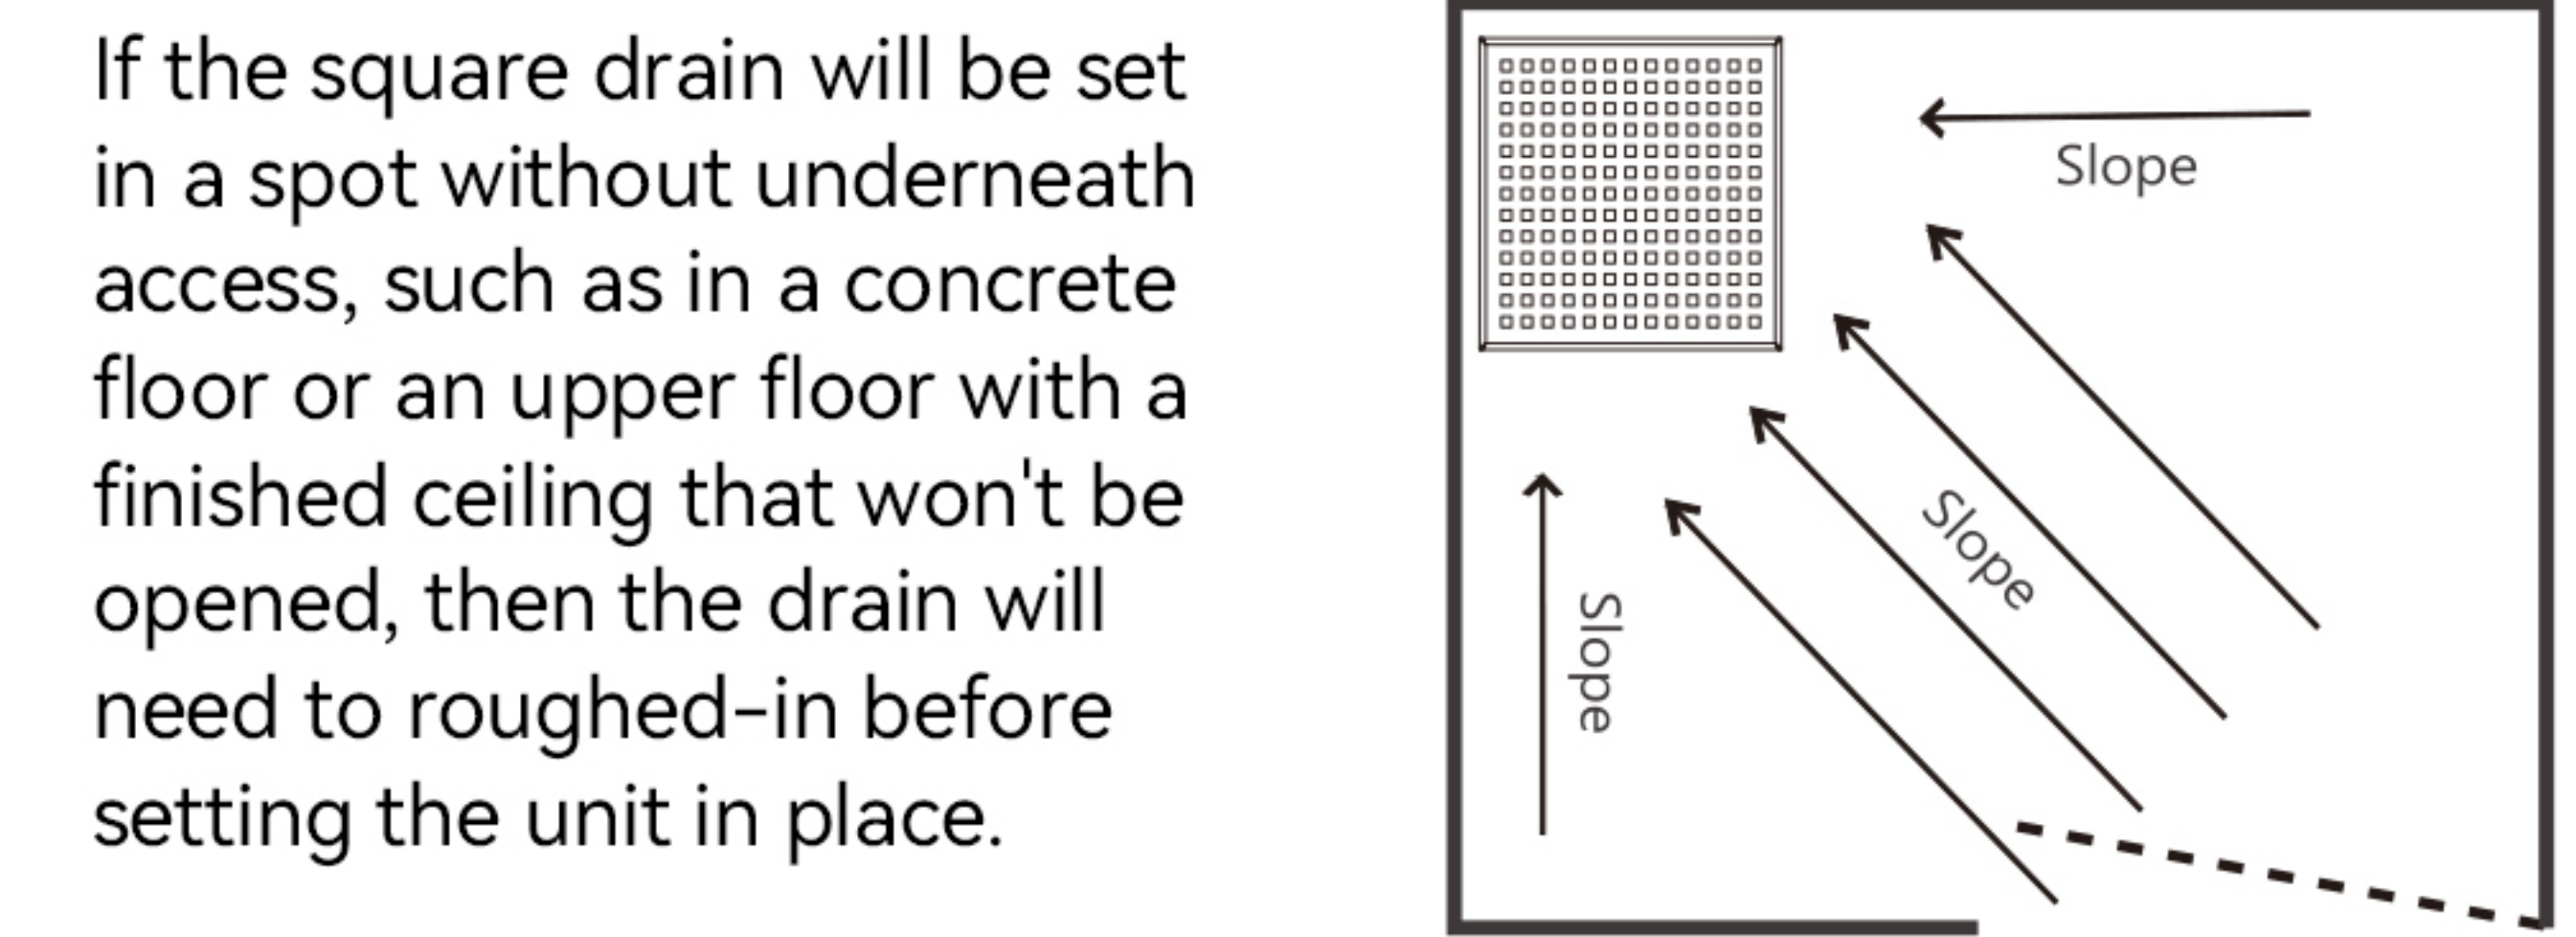 If the square drain will be set
in a spot without underneath
access, such as in a concrete
floor or an upper floor with a
finished ceiling that won't be
opened, then the drain will
need to roughed-in before
setting the unit in place.
Slope
Slope
Slope